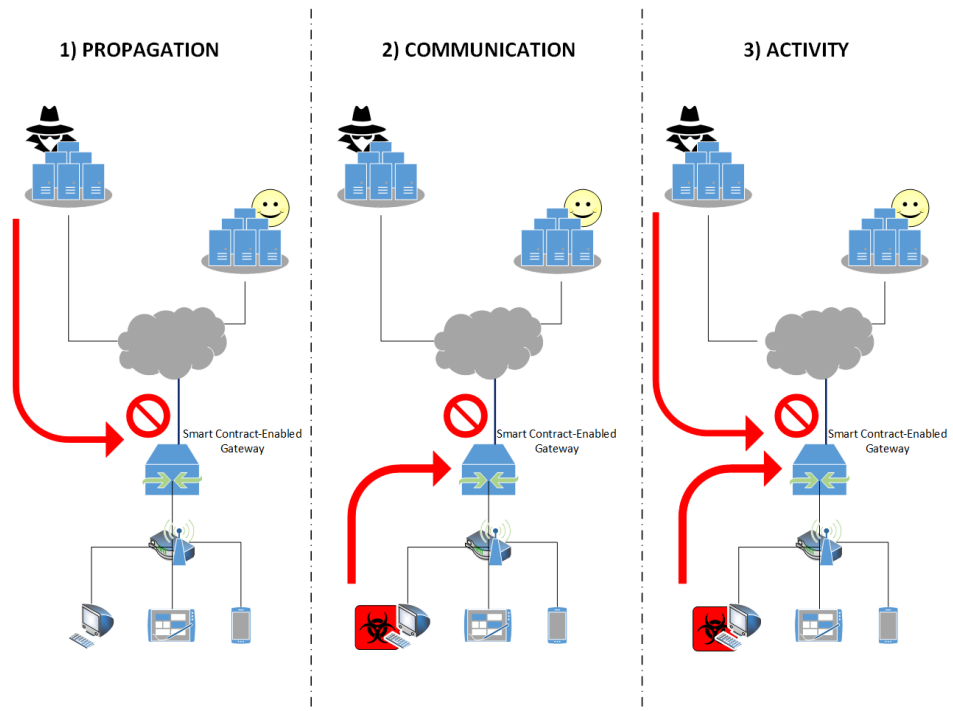 1) PROPAGATION
2) COMMUNICATION
3) ACTIVITY
Smart Contract-Enabled
Gateway
Smart Contract-Enabled
Gateway
Smart Contract-Enabled
Gateway